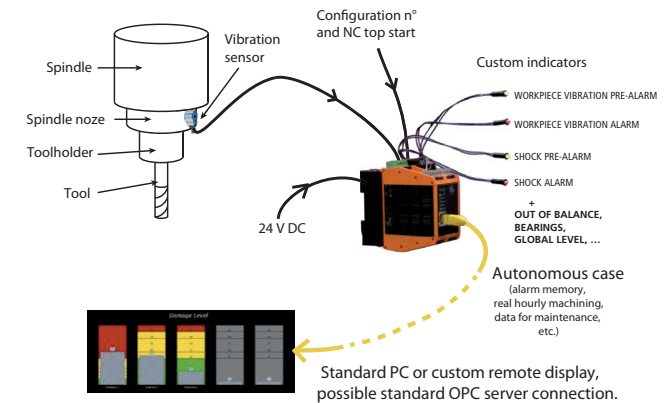 Configuration n°
and NC top start
Vibration
sensor
Spindle
Spindle noze
Toolholder
Tool
24 V DC
Custom indicators
WORKPIECE VIBRATION PRE-ALARM
WORKPIECE VIBRATION ALARM
SHOCK PRE-ALARM
SHOCK ALARM
+
OUT OF BALANCE,
BEARINGS,
GLOBAL LEVEL, ...
Autonomous case
(alarm memory,
real hourly machining,
data for maintenance,
etc.)
Damage Level
Standard PC or custom remote display,
possible standard OPC server connection.